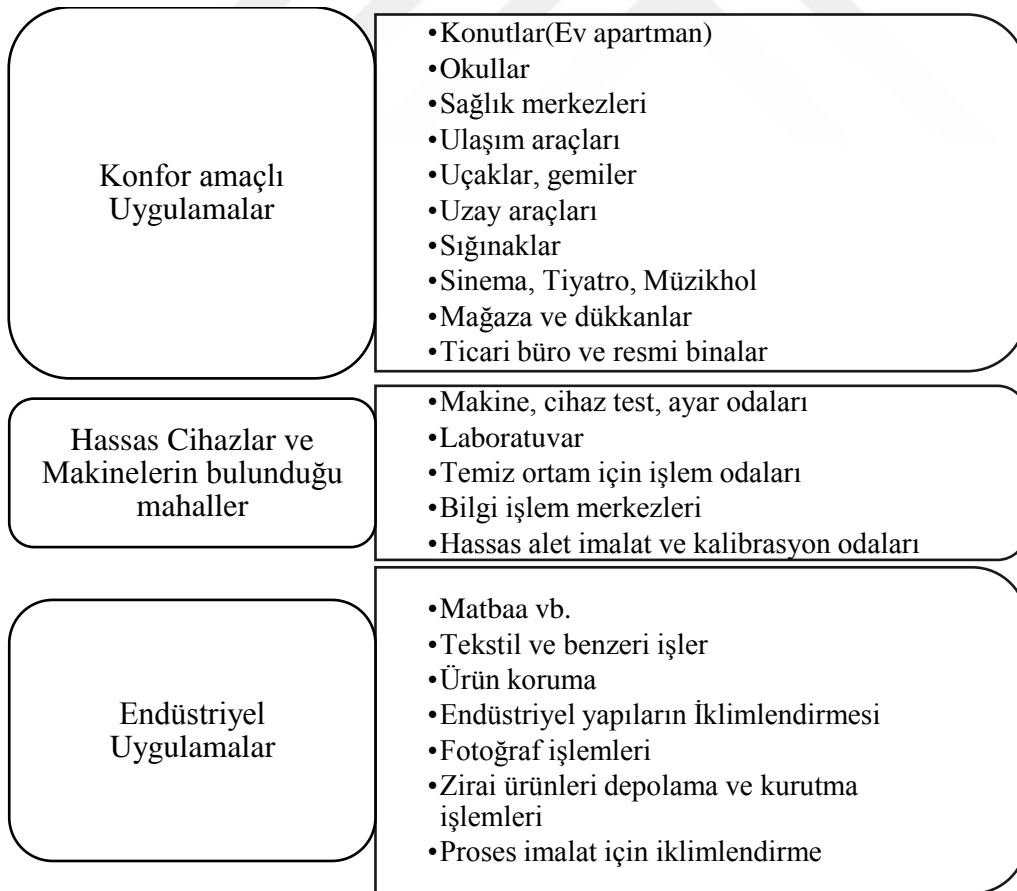 Konfor amaçlı
Uygulamalar
•Konutlar(Ev apartman)
•Okullar
•Sağlık merkezleri
•Ulaşım araçları
•Uçaklar, gemiler
•Uzay araçları
•Sığınaklar
•Sinema, Tiyatro, Müzikhol
•Mağaza ve dükkanlar
•Ticari büro ve resmi binalar
Hassas Cihazlar ve
Makinelerin bulunduğu
mahaller
•Makine, cihaz test, ayar odaları
•Laboratuvar
•Temiz ortam için işlem odaları
•Bilgi işlem merkezleri
•Hassas alet imalat ve kalibrasyon odaları
Endüstriyel
Uygulamalar
•Matbaa vb.
•Tekstil ve benzeri işler
•Ürün koruma
•Endüstriyel yapıların İklimlendirmesi
•Fotoğraf işlemleri
•Zirai ürünleri depolama ve kurutma
işlemleri
•Proses imalat için iklimlendirme